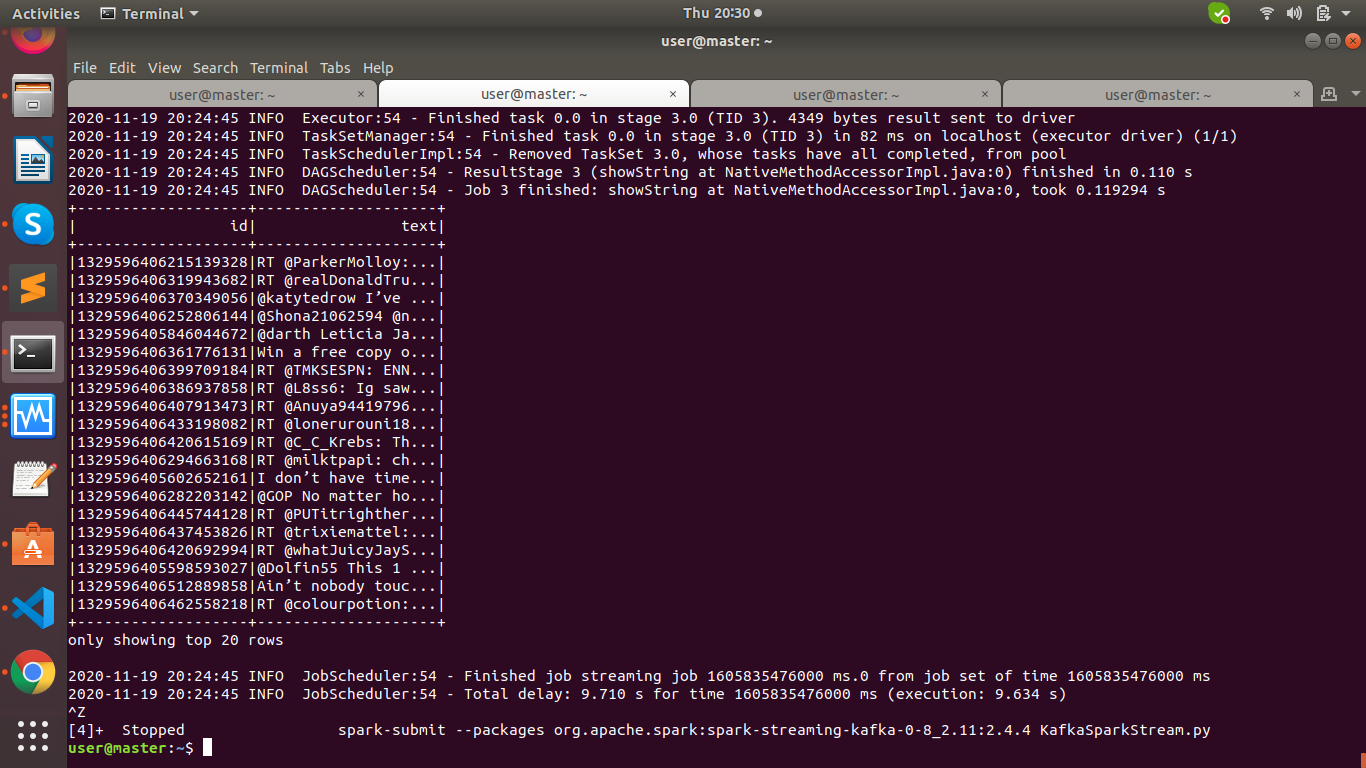 Activities
Terminal
Thu 20:30
user@master: ~
File Edit View Search Terminal Tabs Help
user@master: ~ × user@master: ~ × user@master: ~ × user@master: ~ ×
2020-11-19 20:24:45 INFO  Executor:54 - Finished task 0.0 in stage 3.0 (TID 3). 4349 bytes result sent to driver
2020-11-19 20:24:45 INFO  TaskSetManager:54 - Finished task 0.0 in stage 3.0 (TID 3) in 82 ms on localhost (executor driver) (1/1)
2020-11-19 20:24:45 INFO  TaskSchedulerImpl:54 - Removed TaskSet 3.0, whose tasks have all completed, from pool
2020-11-19 20:24:45 INFO  DAGScheduler:54 - ResultStage 3 (showString at NativeMethodAccessorImpl.java:0) finished in 0.110 s
2020-11-19 20:24:45 INFO  DAGScheduler:54 - Job 3 finished: showString at NativeMethodAccessorImpl.java:0, took 0.119294 s
+-------------------+--------------------+
|                 id|                text|
+-------------------+--------------------+
|1329596406215139328|RT @ParkerMolloy:...|
|1329596406319943682|RT @realDonaldTru...|
|1329596406370349056|@katytedrow I’ve ...|
|1329596406252806144|@Shona21062594 @n...|
|1329596405846044672|@darth Leticia Ja...|
|1329596406361776131|Win a free copy o...|
|1329596406399709184|RT @TMKSESPN: ENN...|
|1329596406386937858|RT @L8ss6: Ig saw...|
|1329596406407913473|RT @Anuya94419796...|
|1329596406433198082|RT @lonerurouni18...|
|1329596406420615169|RT @C_C_Krebs: Th...|
|1329596406294663168|RT @milktpapi: ch...|
|1329596405602652161|I don’t have time...|
|1329596406282203142|@GOP No matter ho...|
|1329596406445744128|RT @PUTitrighther...|
|1329596406437453826|RT @trixiemattel:...|
|1329596406420692994|RT @whatJuicyJayS...|
|1329596405598593027|@Dolfin55 This 1 ...|
|1329596406512889858|Ain’t nobody touc...|
|1329596406462558218|RT @colourpotion:...|
+-------------------+--------------------+
only showing top 20 rows
2020-11-19 20:24:45 INFO  JobScheduler:54 - Finished job streaming job 1605835476000 ms.0 from job set of time 1605835476000 ms
2020-11-19 20:24:45 INFO  JobScheduler:54 - Total delay: 9.710 s for time 1605835476000 ms (execution: 9.634 s)
^Z
[4]+  Stopped                 spark-submit --packages org.apache.spark:spark-streaming-kafka-0-8_2.11:2.4.4 KafkaSparkStream.py
user@master:~$